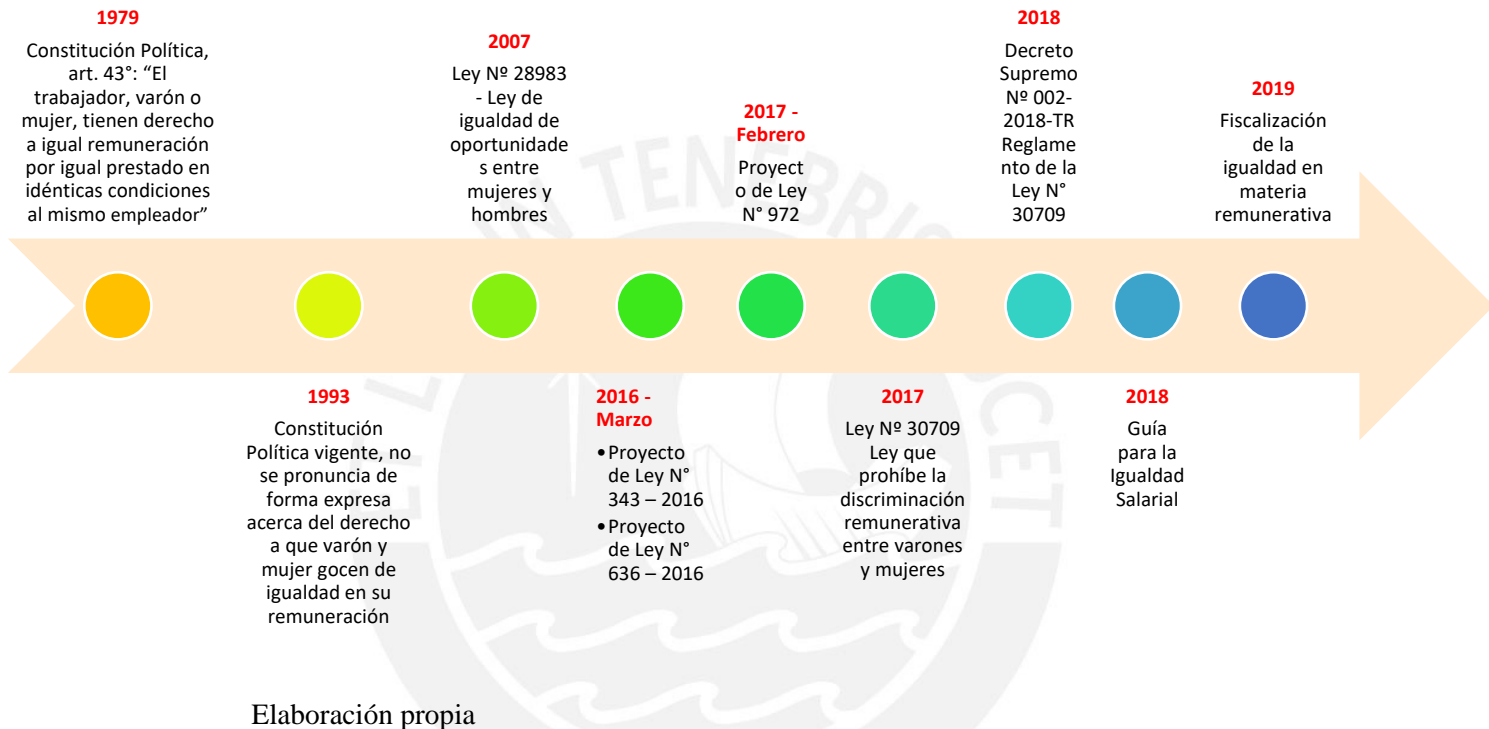 1979
Constitución Política,
art. 43°: “El
trabajador, varón o
mujer, tienen derecho
a igual remuneración
por igual prestado en
idénticas condiciones
al mismo empleador”
2007
Ley Nº 28983
- Ley de
igualdad de
oportunidade
s entre
mujeres y
hombres
2017 -
Febrero
Proyect
o de Ley
N° 972
2018
Decreto
Supremo
Nº 002-
2018-TR
Reglame
nto de la
Ley N°
30709
2019
Fiscalización
de la
igualdad en
materia
remunerativa
1993
Constitución
Política vigente, no
se pronuncia de
forma expresa
acerca del derecho
a que varón y
mujer gocen de
igualdad en su
remuneración
2016 -
Marzo
•Proyecto
de Ley N°
343 – 2016
•Proyecto
de Ley N°
636 – 2016
2017
Ley Nº 30709
Ley que
prohíbe la
discriminación
remunerativa
entre varones
y mujeres
2018
Guía
para la
Igualdad
Salarial
Elaboración propia
IN TENEBRIS